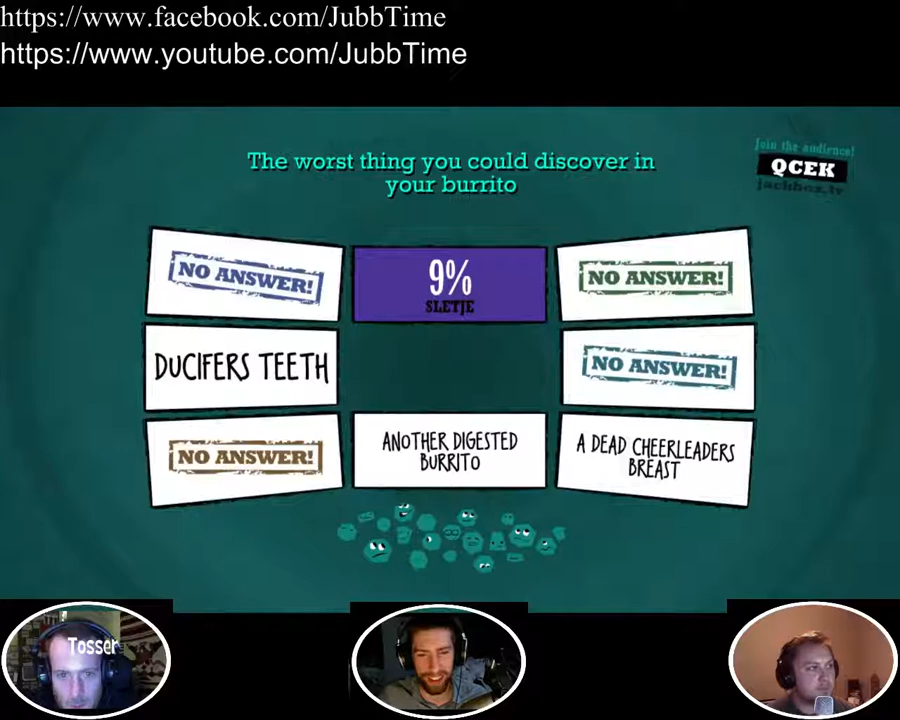 https://www.facebook.com/JubbTime
https://www.youtube.com/JubbTime
The worst thing you could discover in
your burrito
Join the audience!
QCEK
jackbox.tv
NO ANSWER!
9%
SLETJE
NO ANSWER!
DUCIFERS TEETH
NO ANSWER!
NO ANSWER!
ANOTHER DIGESTED
BURRITO
A DEAD CHEERLEADERS
BREAST
Tosser